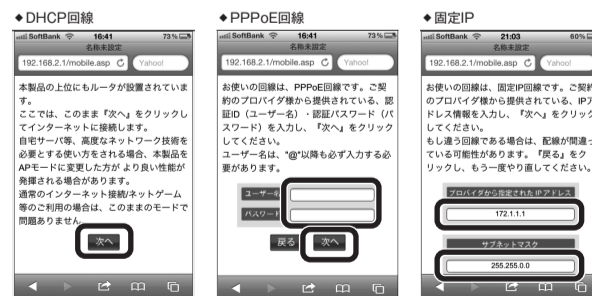 ◆DHCP回線
SoftBank 16:41 73%
名称未設定
192.168.2.1/mobile.asp Yahoo!
本製品の上位にもルータが設置されていま
す。
ここでは、このまま『次へ』をクリックし
てインターネットに接続します。
自宅サーバ等、高度なネットワーク技術を
必要とする使い方をされる場合、本製品を
APモードに変更した方が より良い性能が
発揮される場合があります。
通常のインターネット接続/ネットゲーム
等のご利用の場合は、このままのモードで
問題ありません
次へ
◆PPPoE回線
SoftBank 16:41 73%
名称未設定
192.168.2.1/mobile.asp Yahoo!
お使いの回線は、PPPoE回線です。ご契
約のプロバイダ様から提供されている、認
証ID（ユーザー名）・認証パスワード（パ
スワード）を入力し、『次へ』をクリック
してください。
ユーザー名は、"@"以降も必ず入力する必
要があります。
ユーザー名
パスワード
戻る 次へ
◆固定IP
SoftBank 21:03 60%
名称未設定
192.168.2.1/mobile.asp Yahoo!
お使いの回線は、固定IP回線です。ご契約
のプロバイダ様から提供されている、IPア
ドレス情報を入力し、『次へ』をクリック
してください。
もし違う回線である場合は、配線が間違っ
ている可能性があります。『戻る』をク
リックし、もう一度やり直してください。
プロバイダから指定された IP アドレス
172.1.1.1
サブネットマスク
255.255.0.0